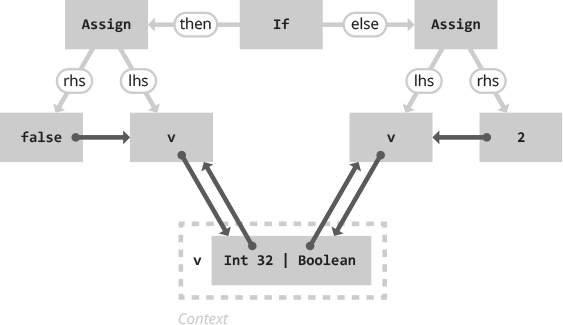 Assign then If else Assign
rhs lhs lhs rhs
false v v 2
v Int 32 | Boolean
Context